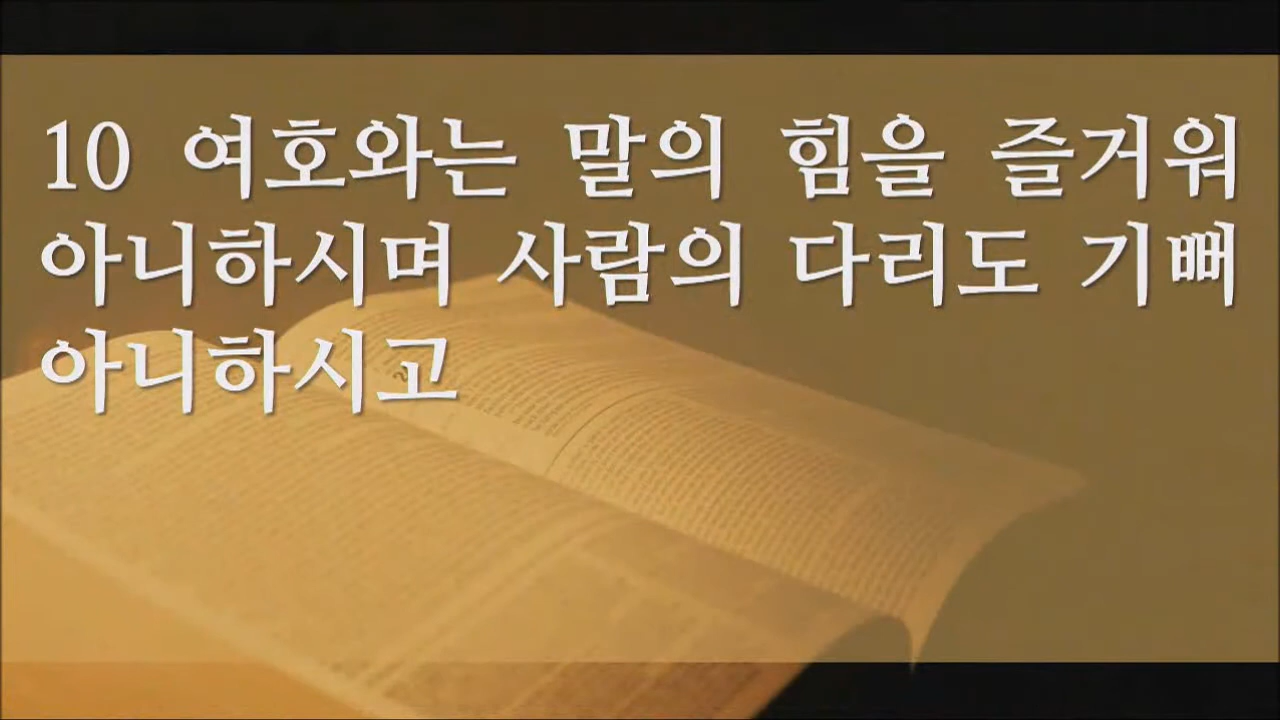 10 여호와는 말의 힘을 즐거워
아니하시며 사람의 다리도 기뻐
아니하시고